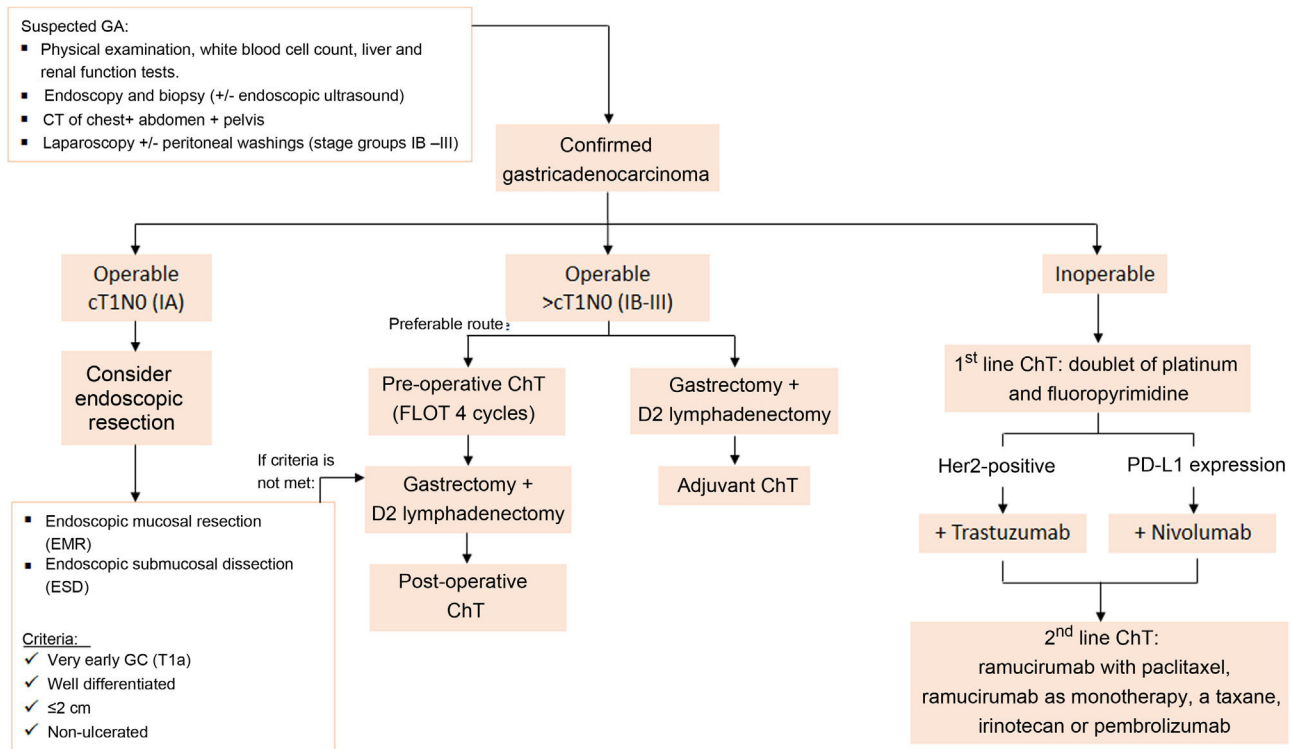 Suspected GA:
▪ Physical examination, white blood cell count, liver and
renal function tests.
▪ Endoscopy and biopsy (+/- endoscopic ultrasound)
▪ CT of chest+ abdomen + pelvis
▪ Laparoscopy +/- peritoneal washings (stage groups IB –III)
Confirmed
gastricadenocarcinoma
Operable
cT1N0 (IA)
Consider
endoscopic
resection
▪ Endoscopic mucosal resection
(EMR)
▪ Endoscopic submucosal dissection
(ESD)
Criteria:
✓ Very early GC (T1a)
✓ Well differentiated
✓ ≤2 cm
✓ Non-ulcerated
If criteria is
not met:
Operable
>cT1N0 (IB-III)
Preferable route:
Pre-operative ChT
(FLOT 4 cycles)
Gastrectomy +
D2 lymphadenectomy
Post-operative
ChT
Gastrectomy +
D2 lymphadenectomy
Adjuvant ChT
Inoperable
1st line ChT: doublet of platinum
and fluoropyrimidine
Her2-positive
PD-L1 expression
+ Trastuzumab
+ Nivolumab
2nd line ChT:
ramucirumab with paclitaxel,
ramucirumab as monotherapy, a taxane,
irinotecan or pembrolizumab